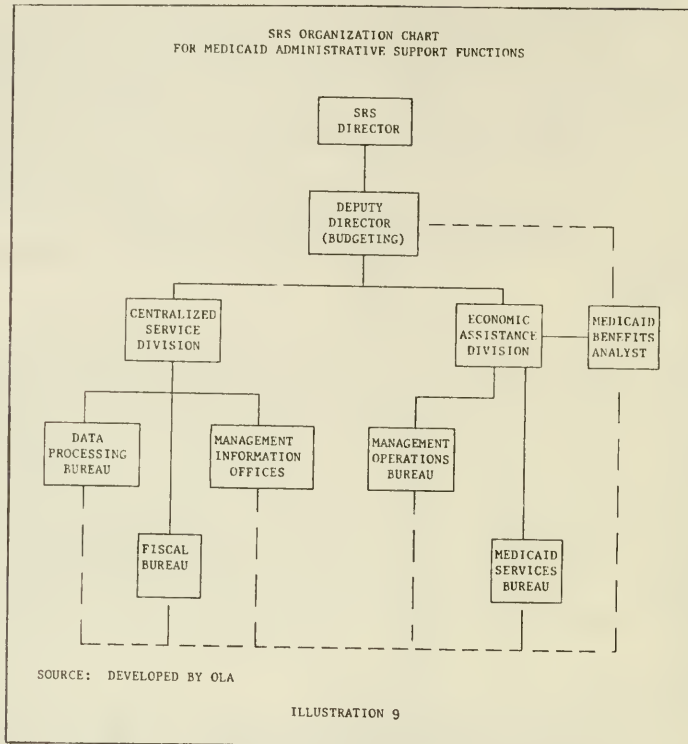 SRS ORGANIZATION CHART
FOR MEDICAID ADMINISTRATIVE SUPPORT FUNCTIONS
SRS
DIRECTOR
DEPUTY
DIRECTOR
(BUDGETING)
CENTRALIZED
SERVICE
DIVISION
ECONOMIC
ASSISTANCE
DIVISION
MEDICAID
BENEFITS
ANALYST
DATA
PROCESSING
BUREAU
MANAGEMENT
INFORMATION
OFFICES
MANAGEMENT
OPERATIONS
BUREAU
FISCAL
BUREAU
MEDICAID
SERVICES
BUREAU
SOURCE: DEVELOPED BY OLA
ILLUSTRATION 9